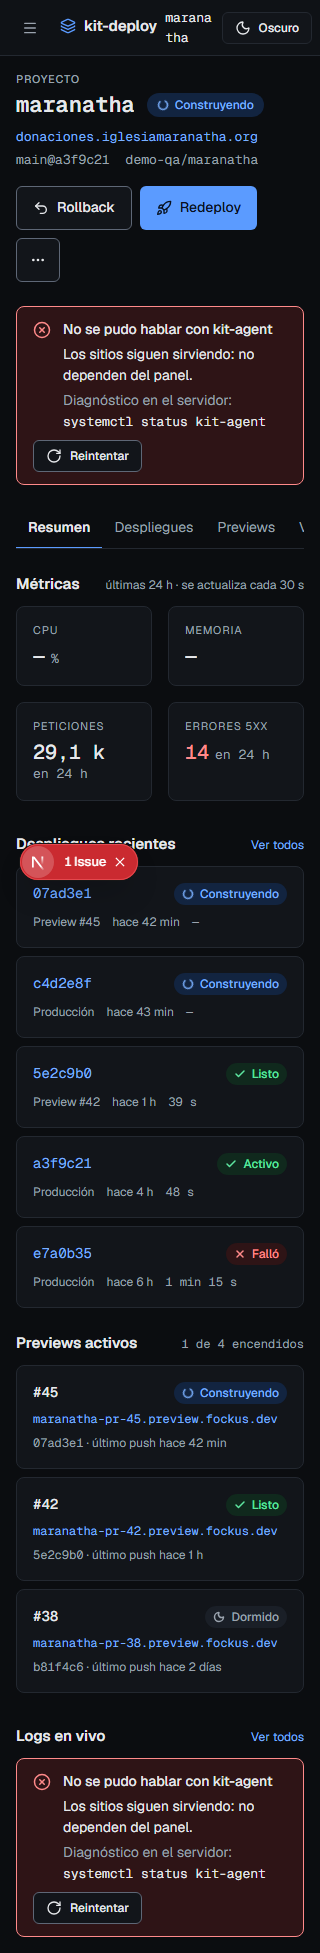 kit-deploy
marana
tha
Oscuro
PROYECTO
maranatha
Construyendo
donaciones.iglesiamaranatha.org
main@a3f9c21 demo-qa/maranatha
Rollback
Redeploy
...
No se pudo hablar con kit-agent
Los sitios siguen sirviendo: no
dependen del panel.
Diagnóstico en el servidor:
systemctl status kit-agent
Reintentar
Resumen Despliegues Previews
Métricas
últimas 24 h · se actualiza cada 30 s
CPU
— %
MEMORIA
—
PETICIONES
29,1 k
en 24 h
ERRORES 5XX
14 en 24 h
Despliegues recientes
Ver todos
N 1 Issue
07ad3e1 Construyendo
Preview #45 hace 42 min —
c4d2e8f Construyendo
Producción hace 43 min —
5e2c9b0 Listo
Preview #42 hace 1 h 39 s
a3f9c21 Activo
Producción hace 4 h 48 s
e7a0b35 Falló
Producción hace 6 h 1 min 15 s
Previews activos
1 de 4 encendidos
#45 Construyendo
maranatha-pr-45.preview.fockus.dev
07ad3e1 · último push hace 42 min
#42 Listo
maranatha-pr-42.preview.fockus.dev
5e2c9b0 · último push hace 1 h
#38 Dormido
maranatha-pr-38.preview.fockus.dev
b81f4c6 · último push hace 2 días
Logs en vivo
Ver todos
No se pudo hablar con kit-agent
Los sitios siguen sirviendo: no
dependen del panel.
Diagnóstico en el servidor:
systemctl status kit-agent
Reintentar